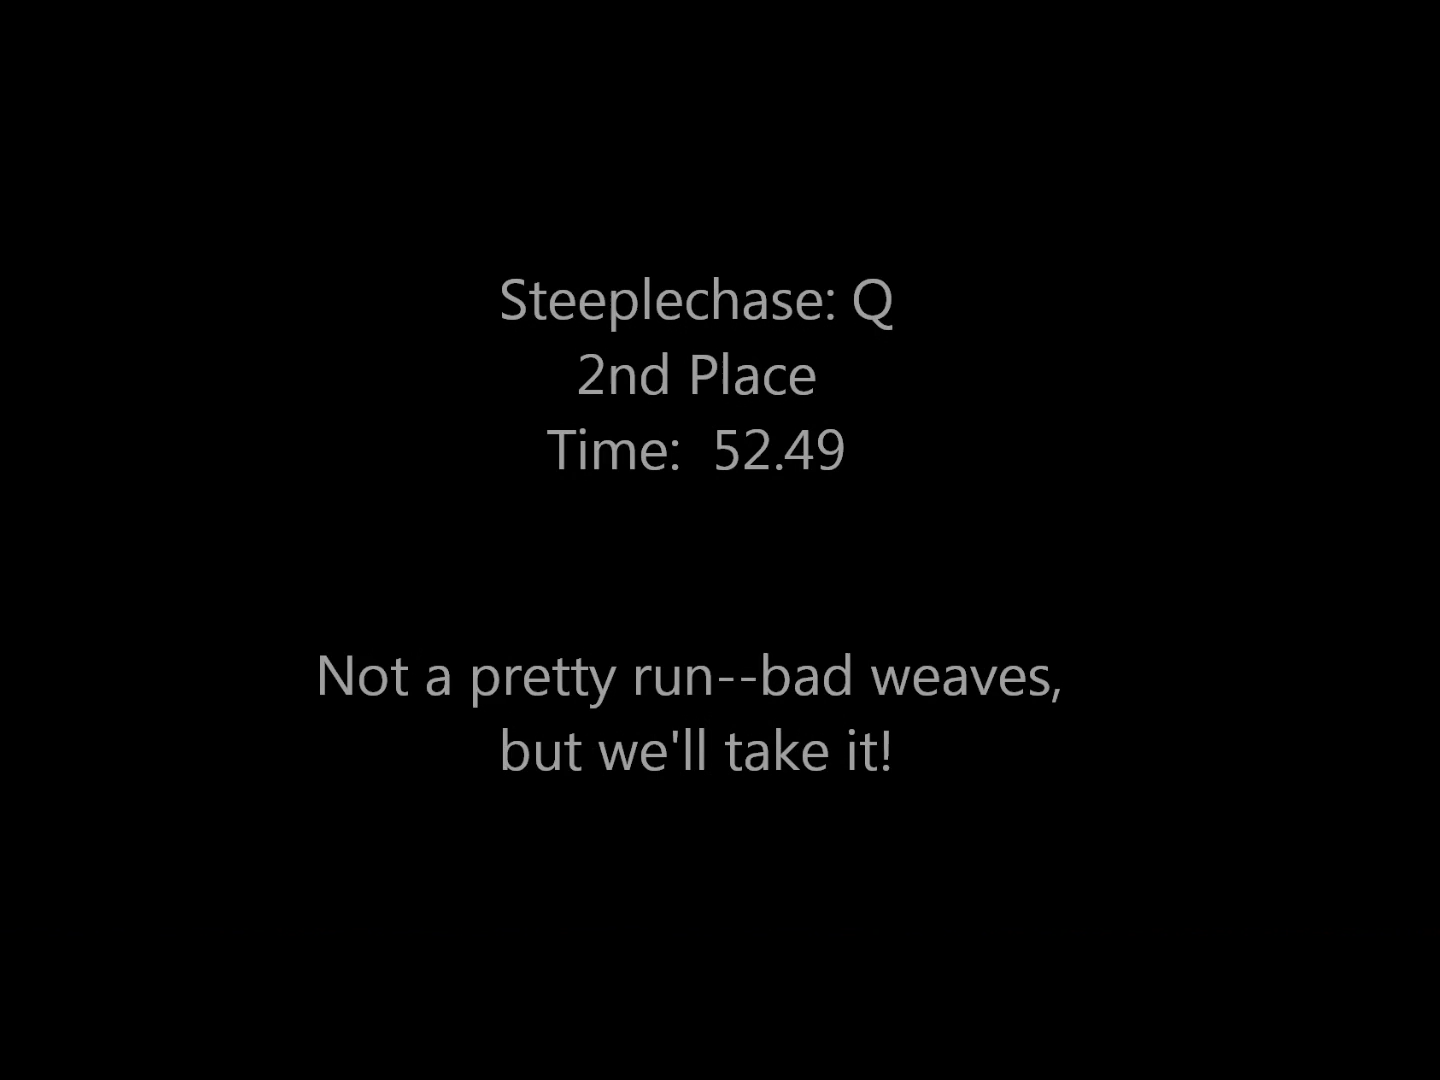 Steeplechase: Q
2nd Place
Time:  52.49
Not a pretty run--bad weaves,
but we'll take it!